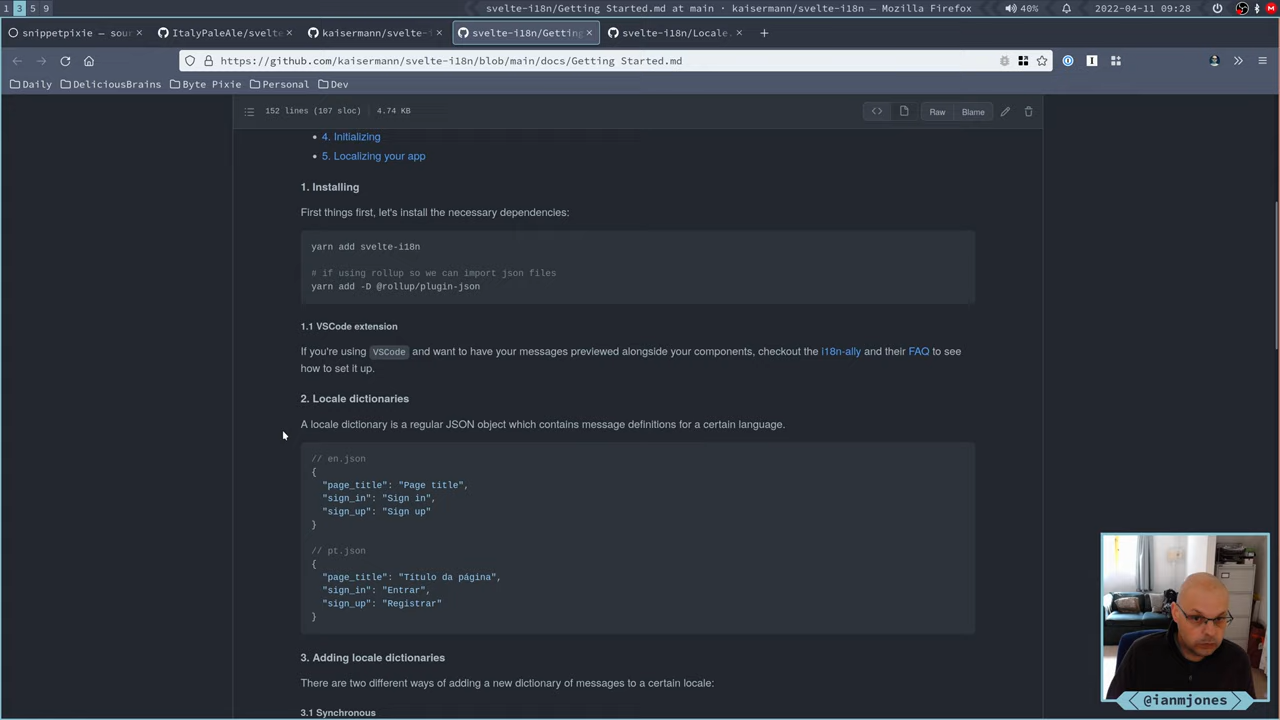 1 3 5 9
svelte-i18n/Getting Started.md at main · kaisermann/svelte-i18n — Mozilla Firefox
40%
2022-04-11 09:28
snippetpixie — sou
ItalyPaleAle/svelte
kaisermann/svelte-i
svelte-i18n/Getting
svelte-i18n/Locale.
https://github.com/kaisermann/svelte-i18n/blob/main/docs/Getting Started.md
Daily
DeliciousBrains
Byte Pixie
Personal
Dev
152 lines (107 sloc)
4.74 KB
Raw
Blame
4. Initializing
5. Localizing your app
1. Installing
First things first, let's install the necessary dependencies:
yarn add svelte-i18n
# if using rollup so we can import json files
yarn add -D @rollup/plugin-json
1.1 VSCode extension
If you're using VSCode and want to have your messages previewed alongside your components, checkout the i18n-ally and their FAQ to see
how to set it up.
2. Locale dictionaries
A locale dictionary is a regular JSON object which contains message definitions for a certain language.
// en.json
{
"page_title": "Page title",
"sign_in": "Sign in",
"sign_up": "Sign up"
}
// pt.json
{
"page_title": "Título da página",
"sign_in": "Entrar",
"sign_up": "Registrar"
}
3. Adding locale dictionaries
There are two different ways of adding a new dictionary of messages to a certain locale:
3.1 Synchronous
@ianmjones